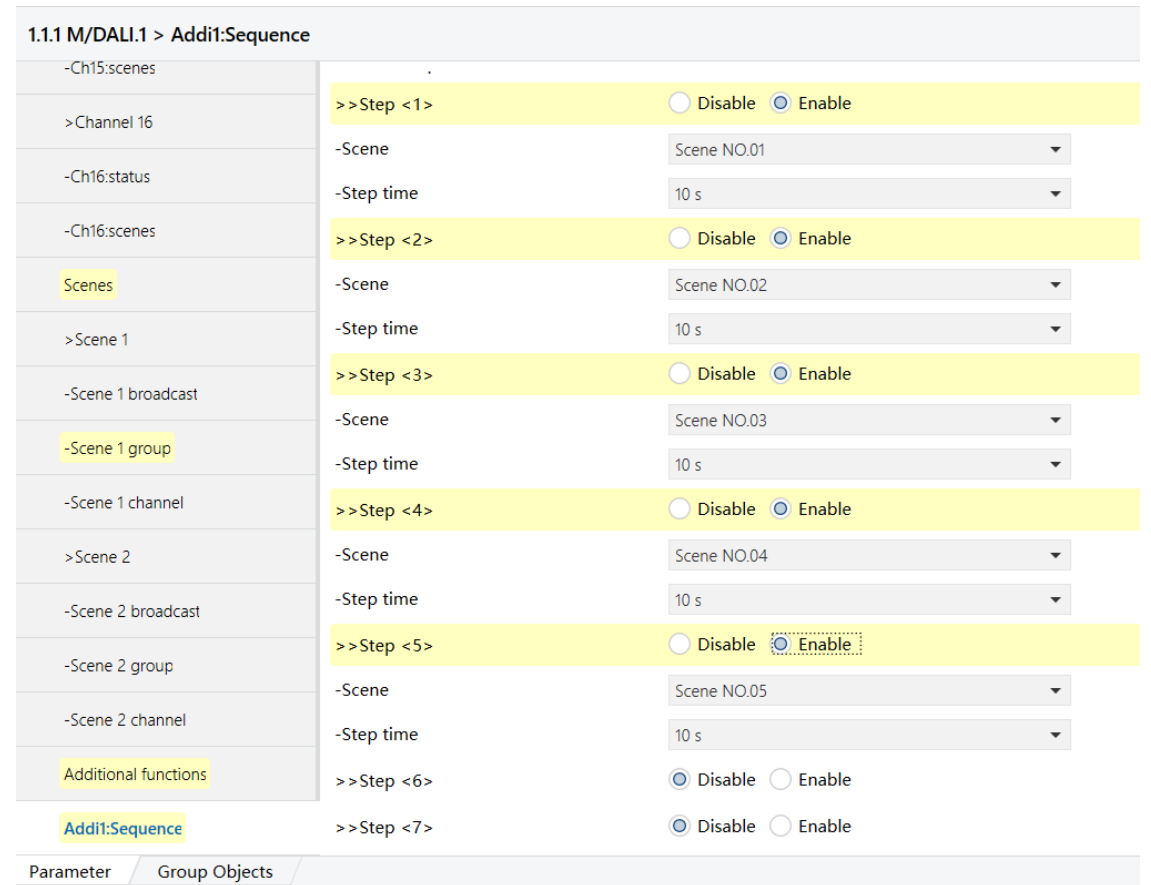 1.1.1 M/DALI.1 > Addi1:Sequence
-Ch15:scenes
>Channel 16
-Ch16:status
-Ch16:scenes
Scenes
>Scene 1
-Scene 1 broadcast
-Scene 1 group
-Scene 1 channel
>Scene 2
-Scene 2 broadcast
-Scene 2 group
-Scene 2 channel
Additional functions
Addi1:Sequence
>>Step <1> Disable Enable
-Scene Scene NO.01
-Step time 10 s
>>Step <2> Disable Enable
-Scene Scene NO.02
-Step time 10 s
>>Step <3> Disable Enable
-Scene Scene NO.03
-Step time 10 s
>>Step <4> Disable Enable
-Scene Scene NO.04
-Step time 10 s
>>Step <5> Disable Enable
-Scene Scene NO.05
-Step time 10 s
>>Step <6> Disable Enable
>>Step <7> Disable Enable
Parameter Group Objects